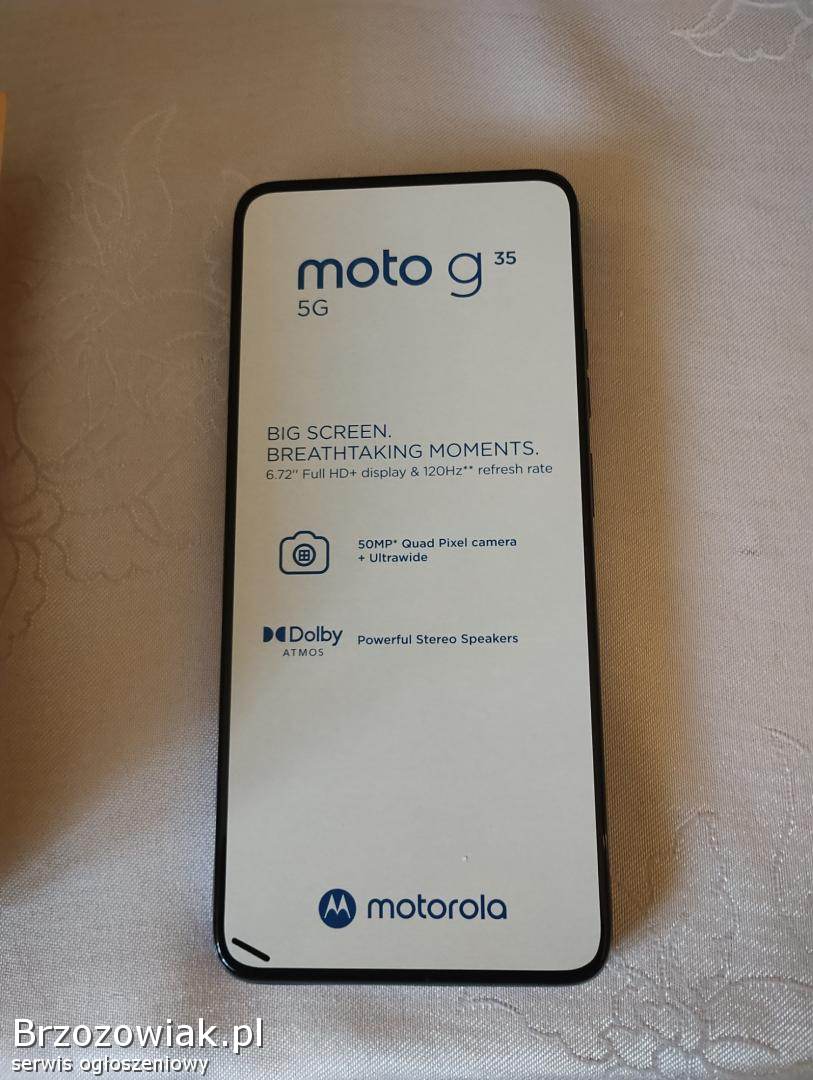 moto g 35
5G
BIG SCREEN.
BREATHTAKING MOMENTS.
6.72" Full HD+ display & 120Hz** refresh rate
50MP* Quad Pixel camera
+ Ultrawide
Dolby
ATMOS
Powerful Stereo Speakers
motorola
Brzozowiak.pl
serwis ogłoszeniowy